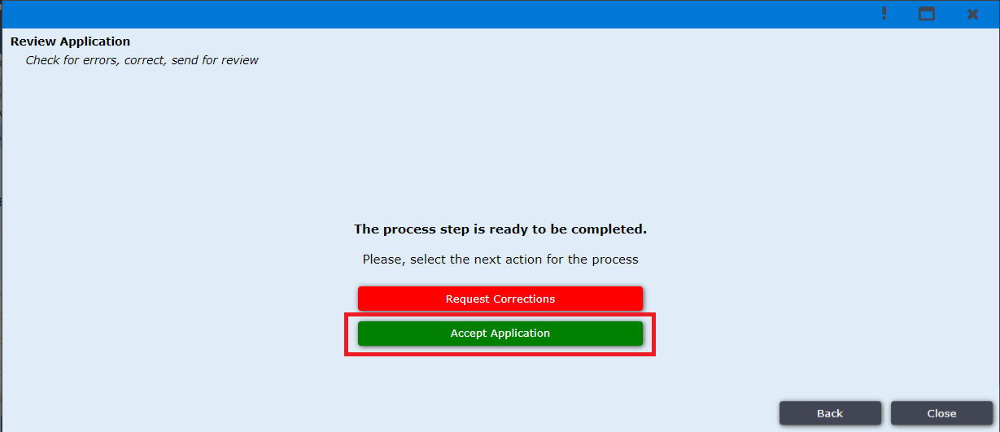 Review Application
Check for errors, correct, send for review
The process step is ready to be completed.
Please, select the next action for the process
Request Corrections
Accept Application
Back
Close